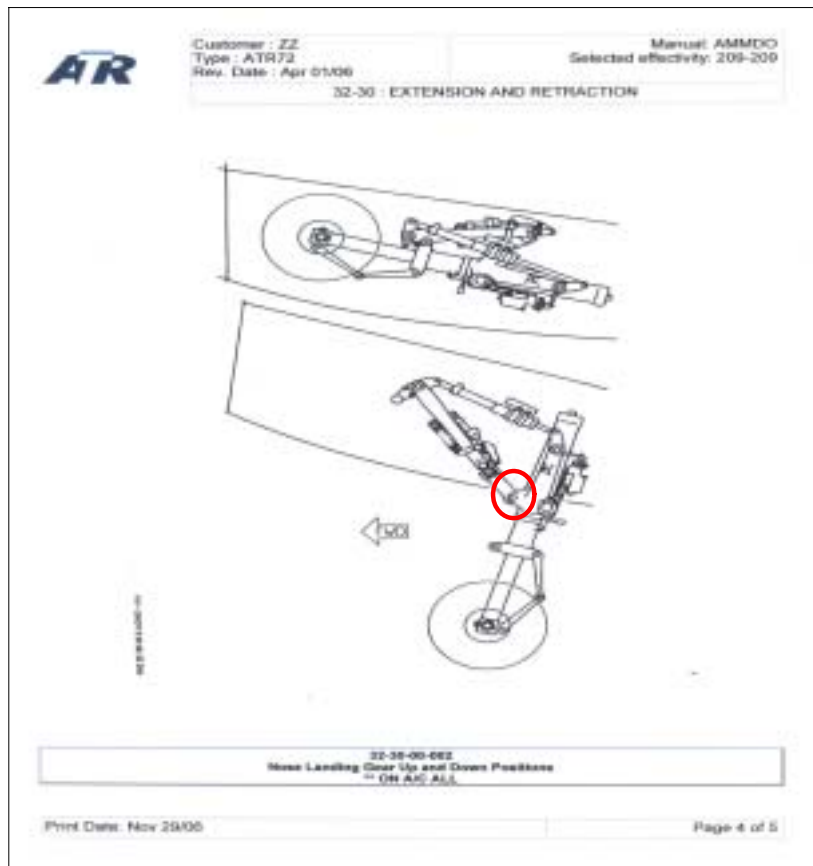 ATR
Customer : ZZ
Type : ATR72
Rev. Date : Apr 01/06
Manual: AMMDO
Selected effectivity: 209-209
32-30 : EXTENSION AND RETRACTION
32-30-00-002
Nose Landing Gear Up and Down Positions
** ON A/C ALL
Print Date: Nov 29/06
Page 4 of 5